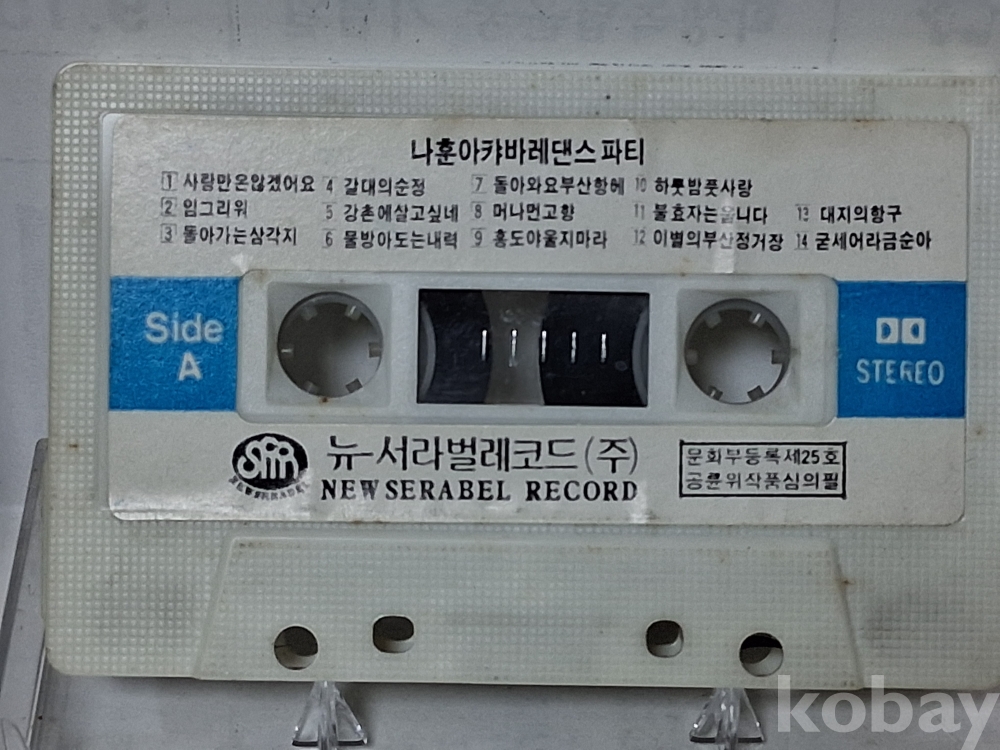 나훈아캬바레댄스파티
1 사랑만은않겠어요 4 갈대의순정 7 돌아와요부산항에 10 하룻밤풋사랑
2 임그리워 5 강촌에살고싶네 8 머나먼고향 11 불효자는웁니다 13 대지의항구
3 돌아가는삼각지 6 물방아도는내력 9 홍도야울지마라 12 이별의부산정거장 14 굳세어라금순아
Side
A
STEREO
뉴-서라벌레코드(주)
NEW SERABEL RECORD
SRB
NEW SERABEL
문화부등록제25호
공륜위작품심의필
kobay